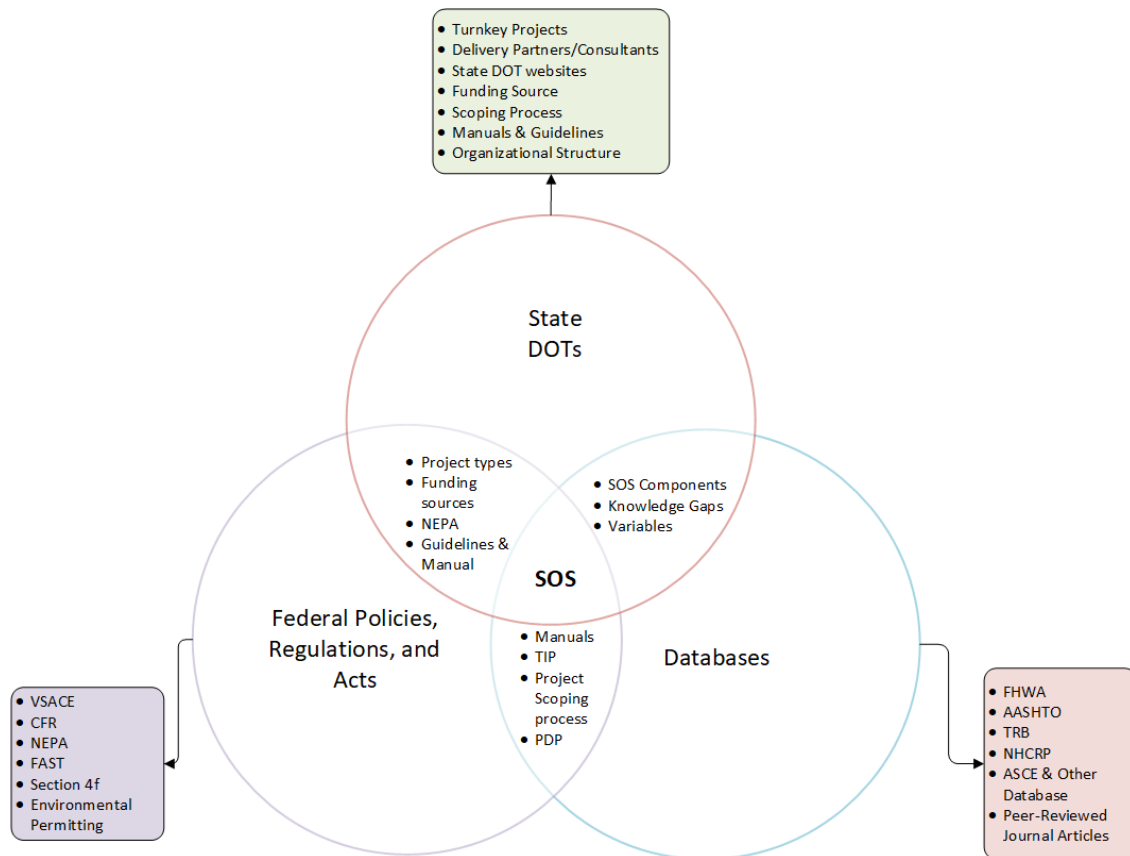 • Turnkey Projects
• Delivery Partners/Consultants
• State DOT websites
• Funding Source
• Scoping Process
• Manuals & Guidelines
• Organizational Structure
State
DOTs
• Project types
• Funding
sources
• NEPA
• Guidelines &
Manual
• SOS Components
• Knowledge Gaps
• Variables
SOS
Federal Policies,
Regulations, and
Acts
• Manuals
• TIP
• Project
Scoping
process
• PDP
Databases
• VSACE
• CFR
• NEPA
• FAST
• Section 4f
• Environmental
Permitting
• FHWA
• AASHTO
• TRB
• NHCRP
• ASCE & Other
Database
• Peer-Reviewed
Journal Articles